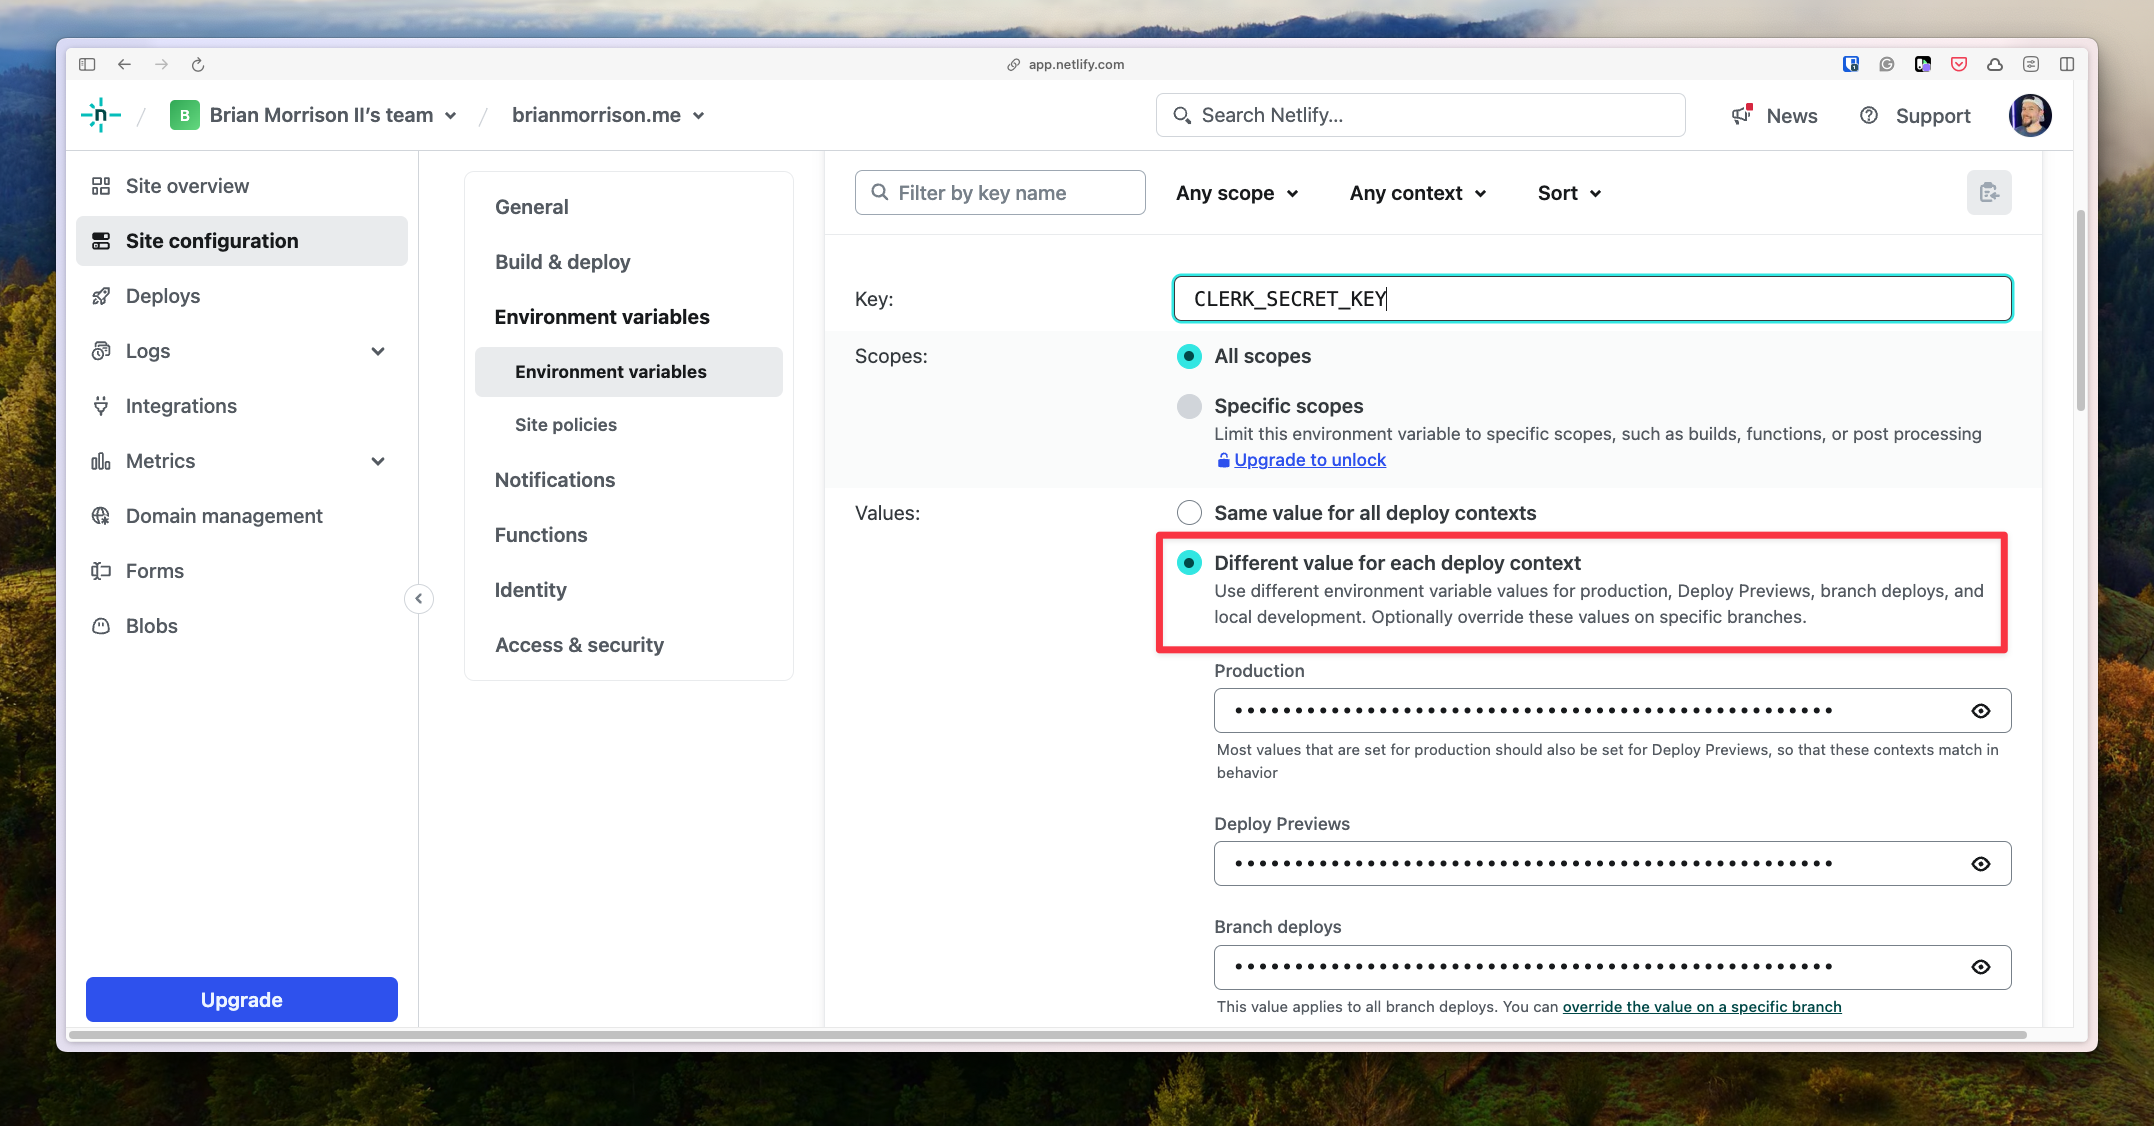 app.netlify.com
n
B
Brian Morrison II's team
brianmorrison.me
Search Netlify...
News
Support
Site overview
Site configuration
Deploys
Logs
Integrations
Metrics
Domain management
Forms
Blobs
Upgrade
General
Build & deploy
Environment variables
Environment variables
Site policies
Notifications
Functions
Identity
Access & security
Filter by key name
Any scope
Any context
Sort
Key:
CLERK_SECRET_KEY
Scopes:
All scopes
Specific scopes
Limit this environment variable to specific scopes, such as builds, functions, or post processing
Upgrade to unlock
Values:
Same value for all deploy contexts
Different value for each deploy context
Use different environment variable values for production, Deploy Previews, branch deploys, and
local development. Optionally override these values on specific branches.
Production
Most values that are set for production should also be set for Deploy Previews, so that these contexts match in
behavior
Deploy Previews
Branch deploys
This value applies to all branch deploys. You can override the value on a specific branch